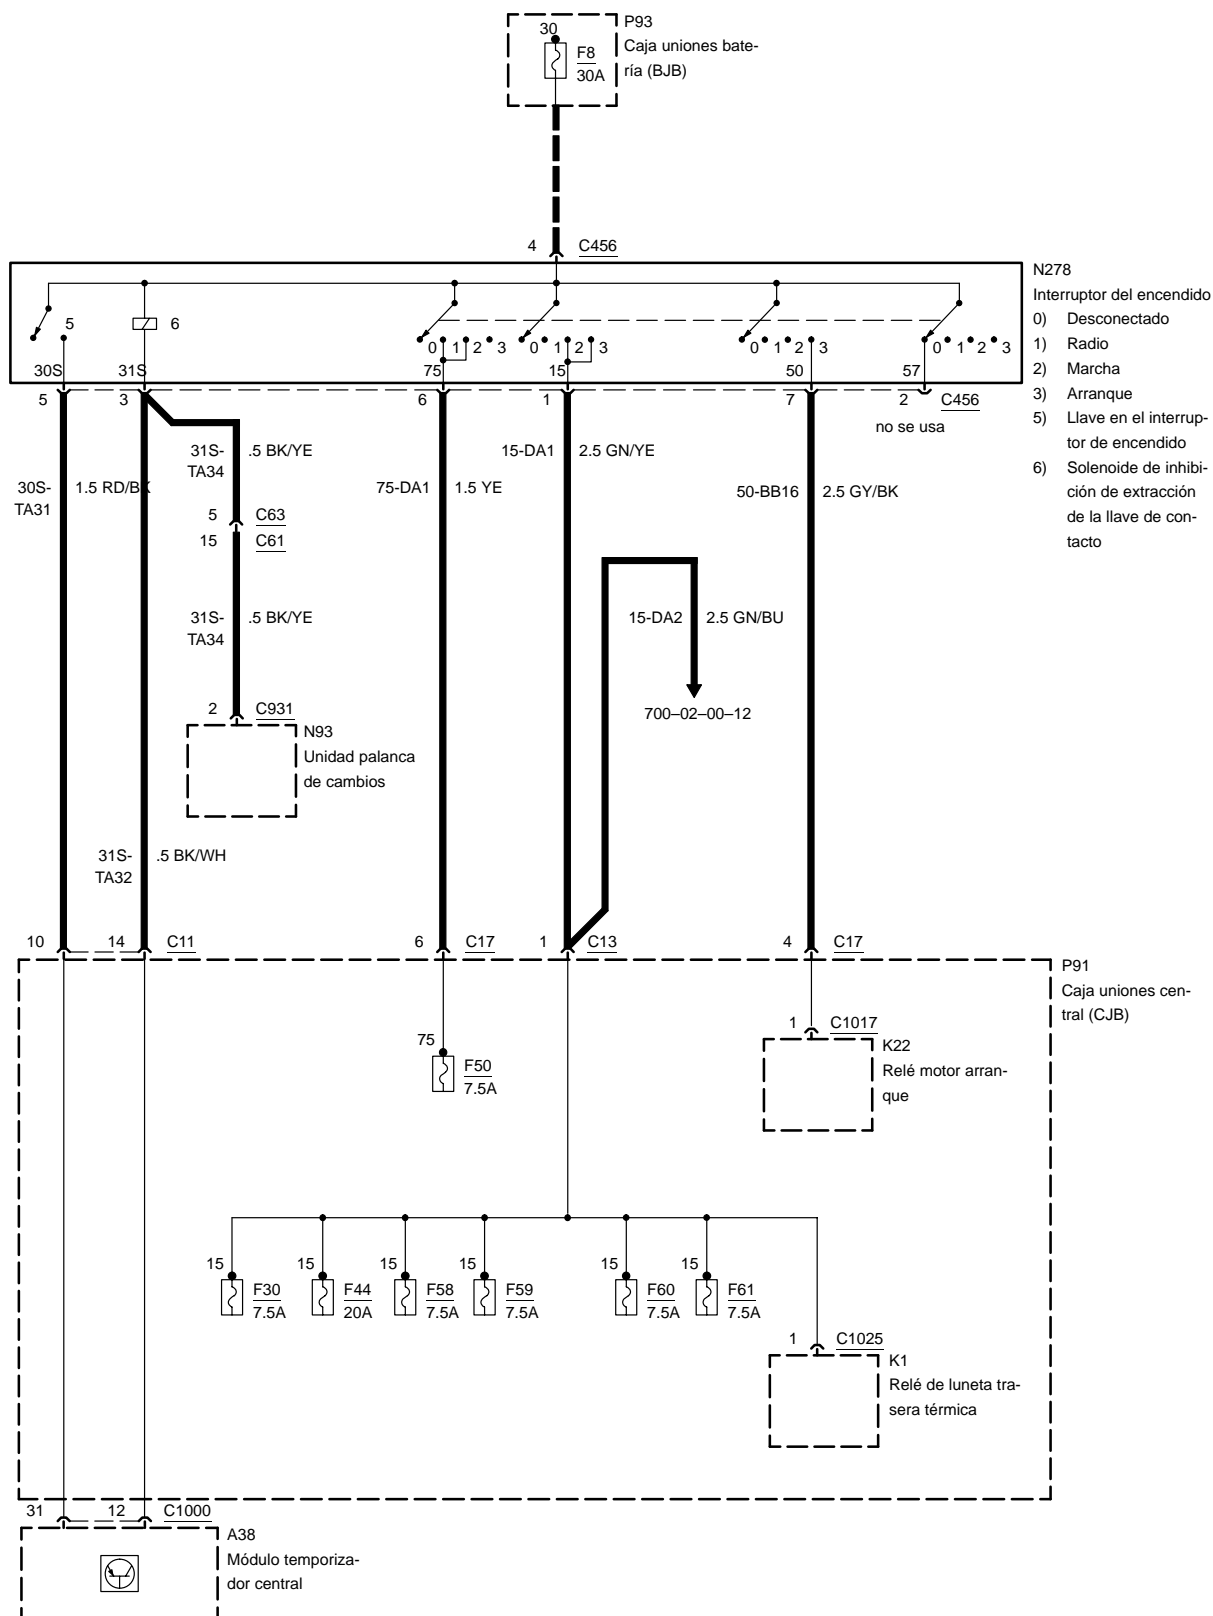 30
P93
Caja uniones bate-
ría (BJB)
F8
30A
4
C456
N278
Interruptor del encendido
0) Desconectado
1) Radio
2) Marcha
3) Arranque
5) Llave en el interrup-
tor de encendido
6) Solenoide de inhibi-
ción de extracción
de la llave de con-
tacto
5
6
0 1 2 3
0 1 2 3
0 1 2 3
0 1 2 3
30S
31S
75
15
50
57
5
3
6
1
7
2
C456
no se usa
31S-
TA34
.5 BK/YE
15-DA1
2.5 GN/YE
30S-
TA31
1.5 RD/BK
75-DA1
1.5 YE
50-BB16
2.5 GY/BK
5
C63
15
C61
31S-
TA34
.5 BK/YE
15-DA2
2.5 GN/BU
700–02–00–12
2
C931
N93
Unidad palanca
de cambios
31S-
TA32
.5 BK/WH
10
14
C11
6
C17
1
C13
4
C17
P91
Caja uniones cen-
tral (CJB)
1
C1017
K22
Relé motor arran-
que
75
F50
7.5A
15
F30
7.5A
15
F44
20A
15
F58
7.5A
15
F59
7.5A
15
F60
7.5A
15
F61
7.5A
1
C1025
K1
Relé de luneta tra-
sera térmica
31
12
C1000
A38
Módulo temporiza-
dor central